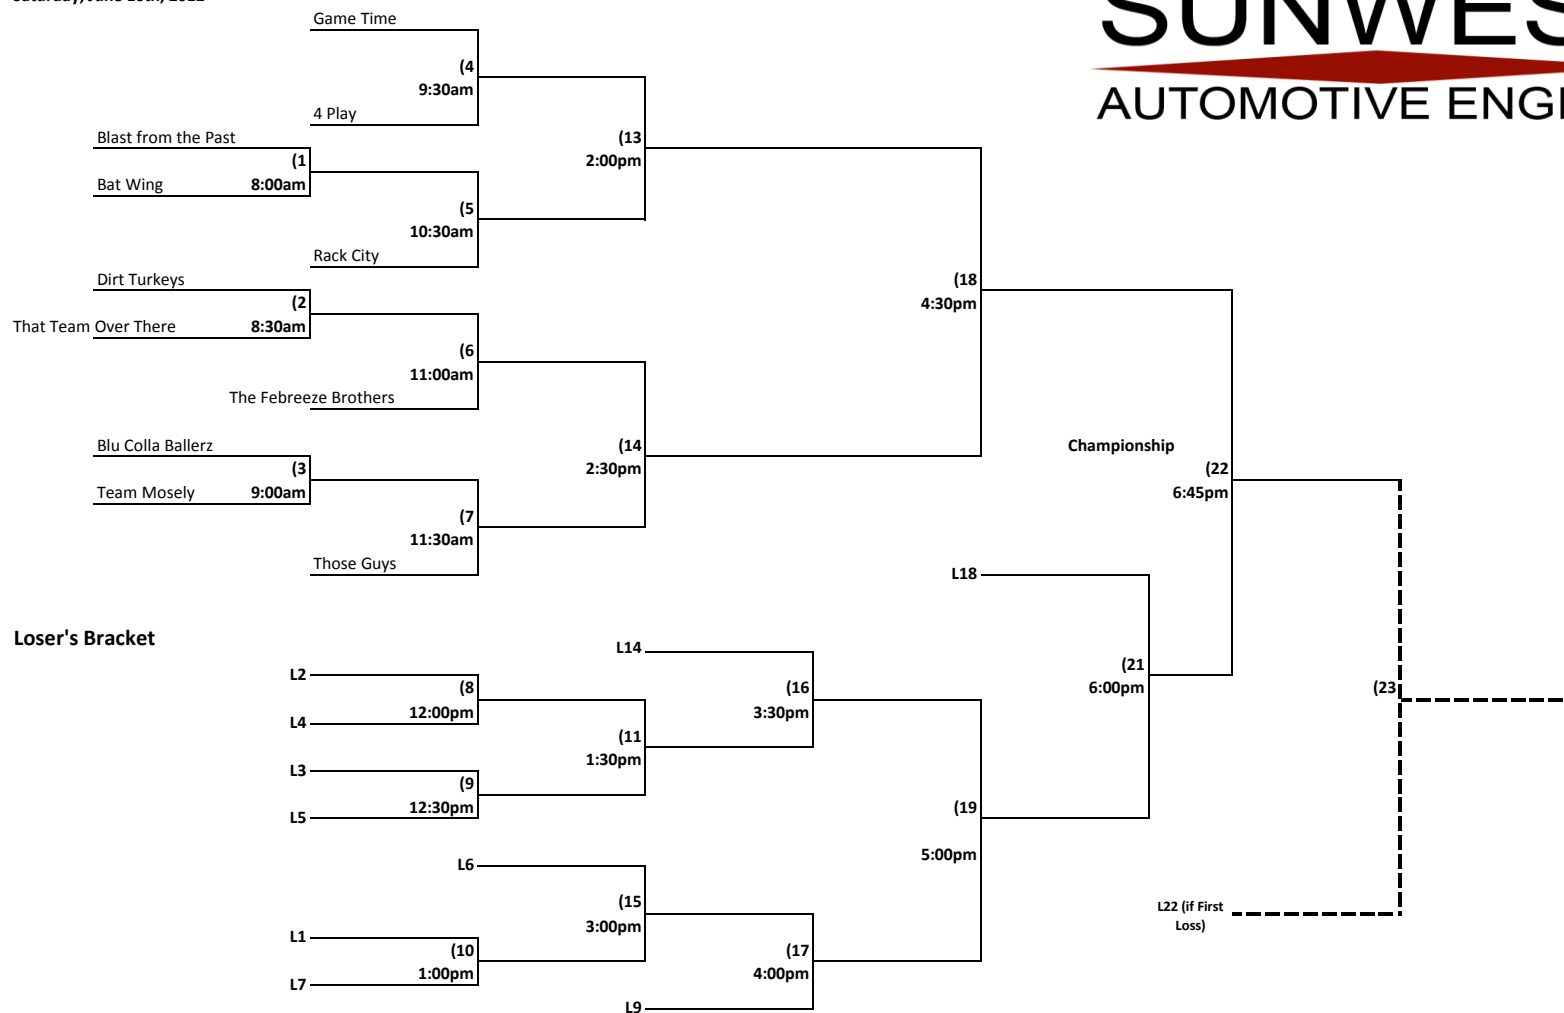 Game Time
(4
9:30am
4 Play
Blast from the Past
(1
Bat Wing 8:00am
(13
2:00pm
(5
10:30am
Rack City
Dirt Turkeys
(2
That Team Over There 8:30am
(18
4:30pm
(6
11:00am
The Febreeze Brothers
Blu Colla Ballerz
(3
Team Mosely 9:00am
(14
2:30pm
Championship
(22
6:45pm
(7
11:30am
Those Guys
L18
Loser's Bracket
L14
L2
(8
12:00pm
L4
(16
3:30pm
(21
6:00pm
(23
(11
1:30pm
L3
(9
12:30pm
L5
(19
5:00pm
L6
(15
3:00pm
L1
(10
1:00pm
L7
(17
4:00pm
L9
L22 (if First
Loss)
SUNWES
AUTOMOTIVE ENGI